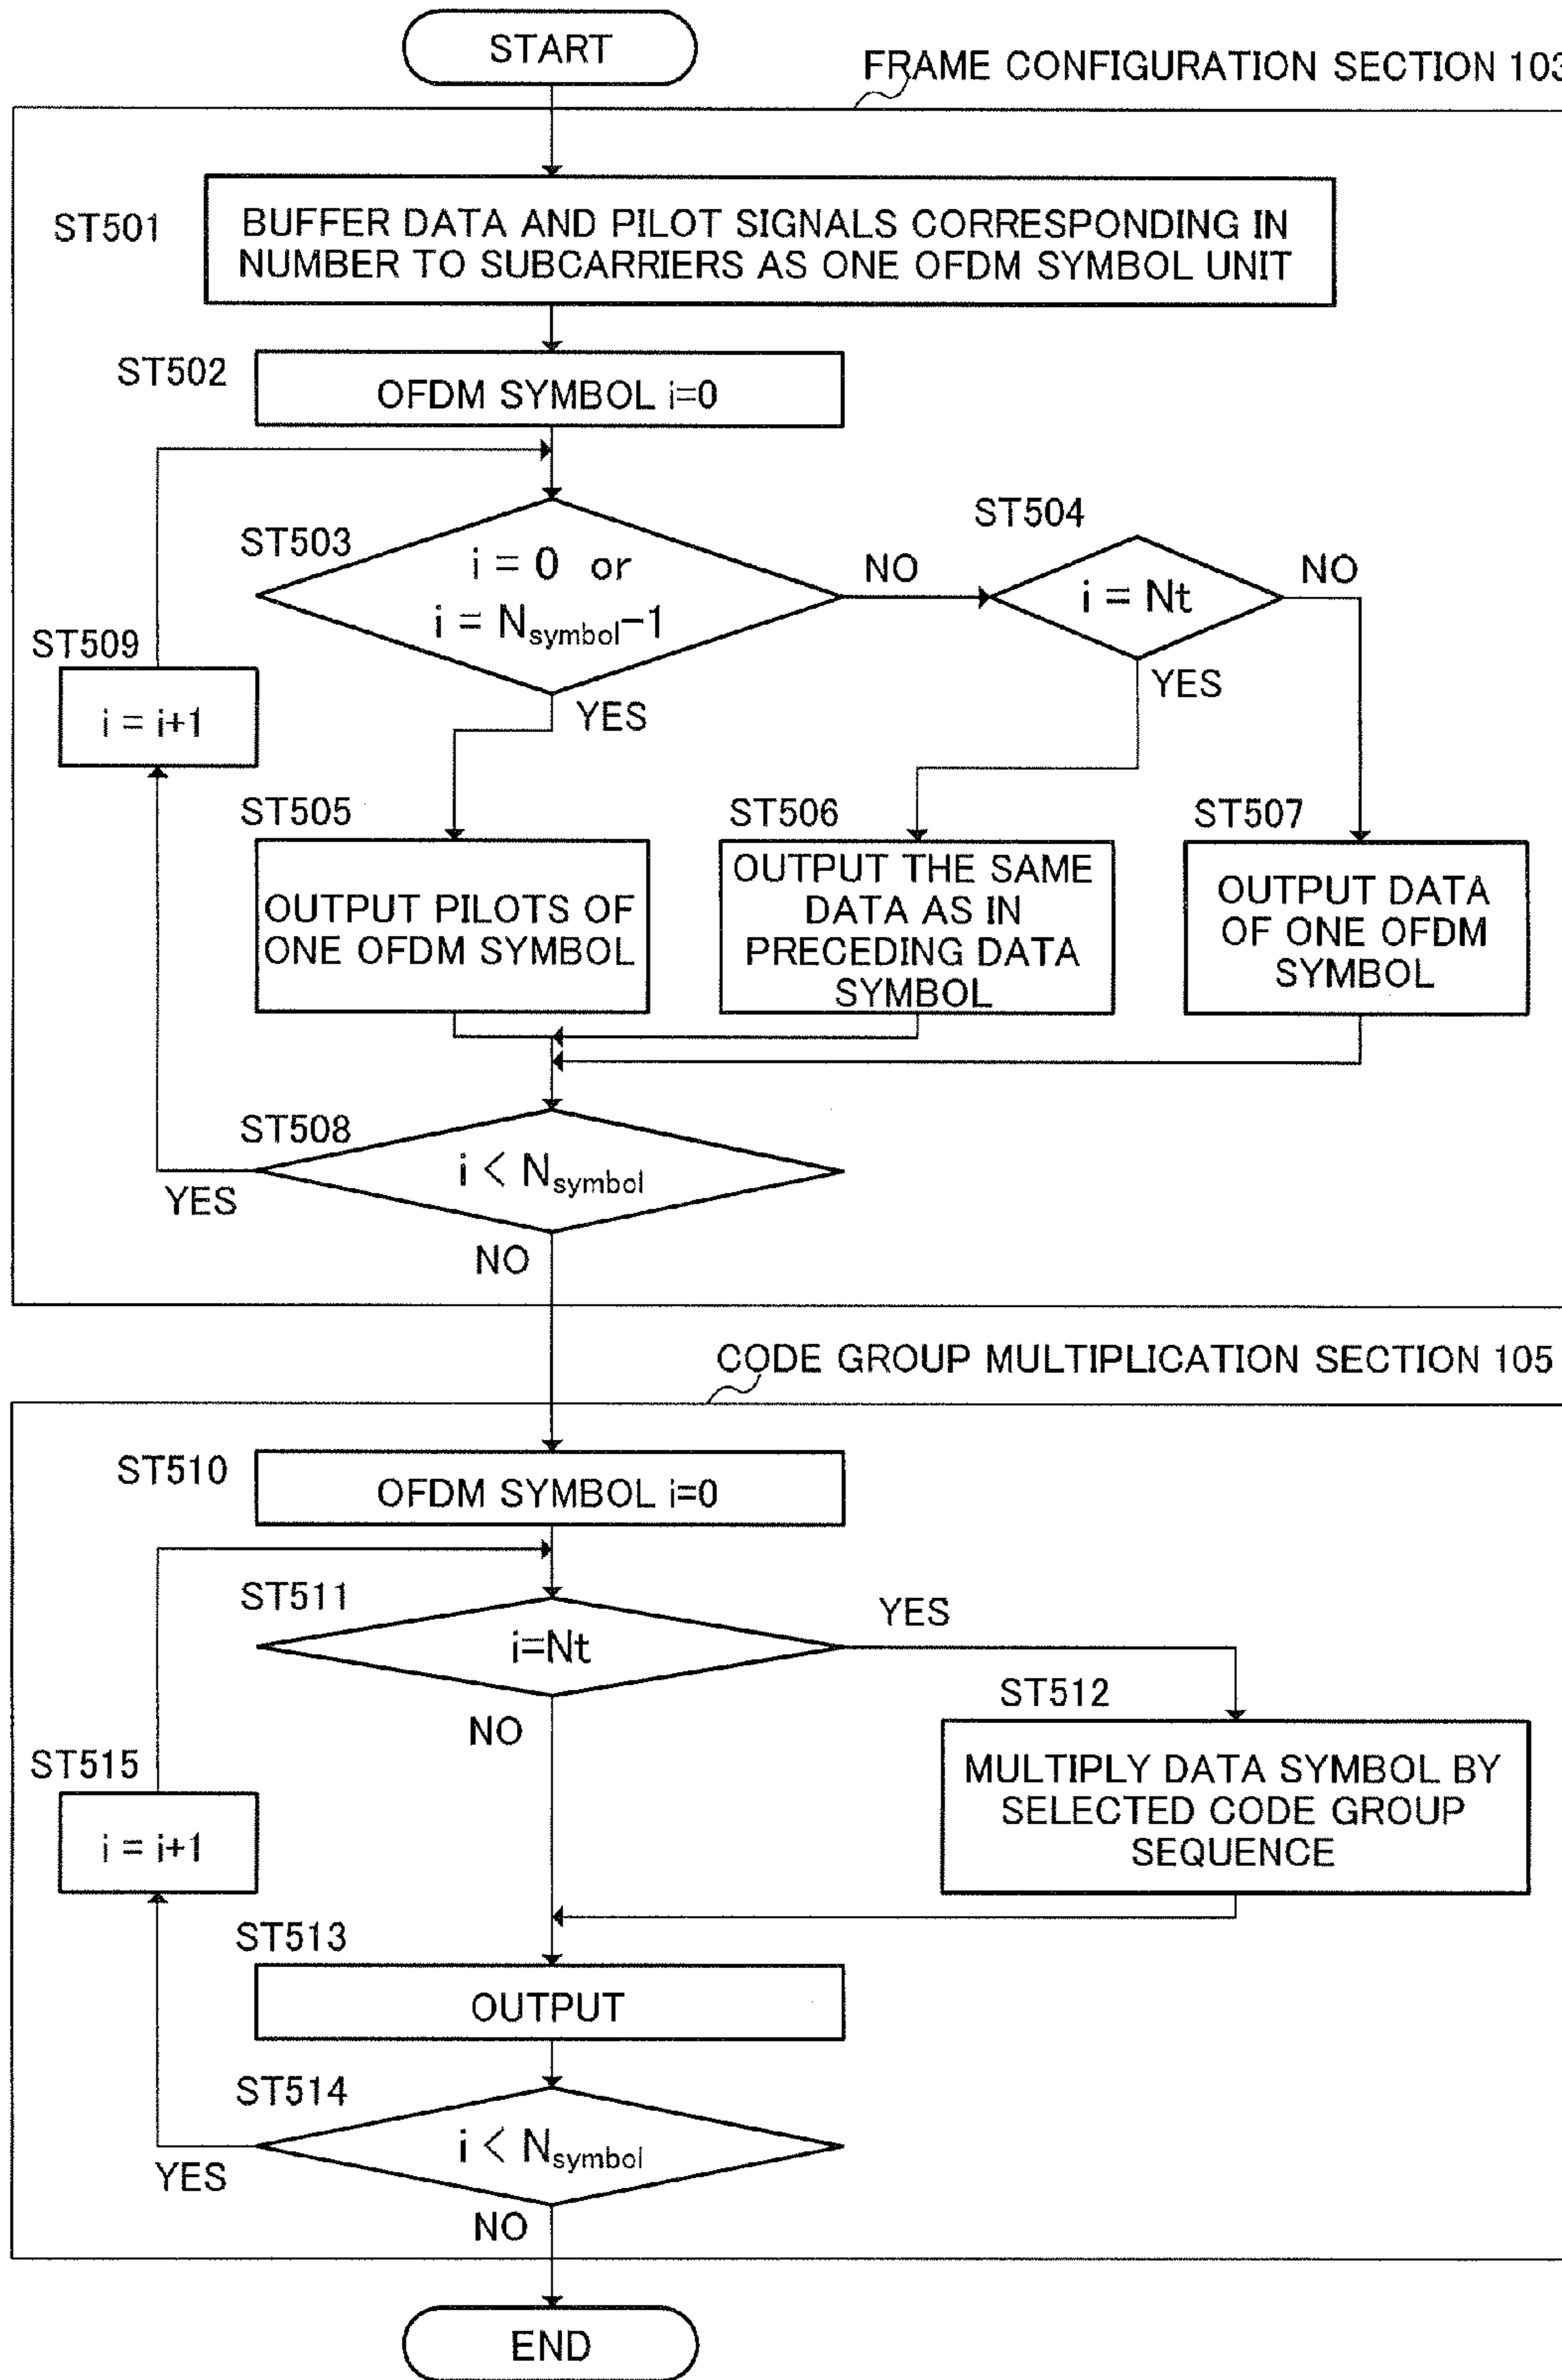 START
FRAME CONFIGURATION SECTION 103
ST501
BUFFER DATA AND PILOT SIGNALS CORRESPONDING IN
NUMBER TO SUBCARRIERS AS ONE OFDM SYMBOL UNIT
ST502
OFDM SYMBOL i=0
ST503
i = 0 or
i = Nsymbol-1
NO
YES
ST504
i = Nt
NO
YES
ST509
i = i+1
ST505
OUTPUT PILOTS OF
ONE OFDM SYMBOL
ST506
OUTPUT THE SAME
DATA AS IN
PRECEDING DATA
SYMBOL
ST507
OUTPUT DATA
OF ONE OFDM
SYMBOL
ST508
i < Nsymbol
YES
NO
CODE GROUP MULTIPLICATION SECTION 105
ST510
OFDM SYMBOL i=0
ST511
i=Nt
YES
NO
ST512
MULTIPLY DATA SYMBOL BY
SELECTED CODE GROUP
SEQUENCE
ST515
i = i+1
ST513
OUTPUT
ST514
i < Nsymbol
YES
NO
END